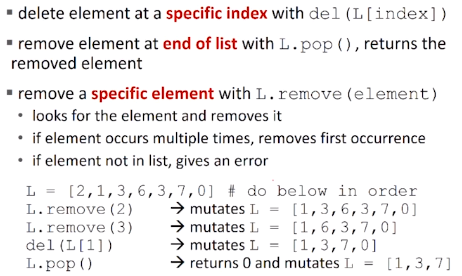 ▪ delete element at a specific index with del(L[index])
▪ remove element at end of list with L.pop(), returns the
removed element
▪ remove a specific element with L.remove(element)
• looks for the element and removes it
• if element occurs multiple times, removes first occurrence
• if element not in list, gives an error
L = [2,1,3,6,3,7,0] # do below in order
L.remove(2) → mutates L = [1,3,6,3,7,0]
L.remove(3) → mutates L = [1,6,3,7,0]
del(L[1]) → mutates L = [1,3,7,0]
L.pop() → returns 0 and mutates L = [1,3,7]